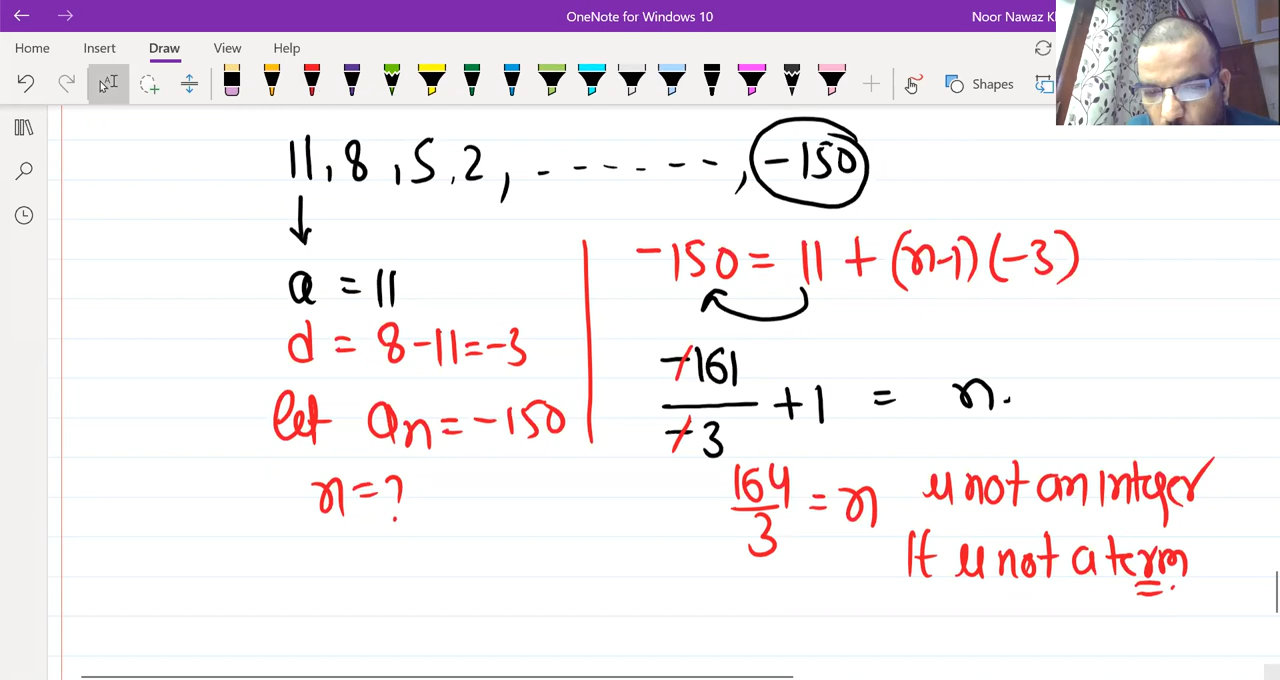 OneNote for Windows 10
Noor Nawaz
Home Insert Draw View Help
Shapes
11, 8, 5, 2, ......., -150
a = 11
d = 8-11=-3
let an = -150
n = ?
-150 = 11 + (n-1)(-3)
-161/-3 + 1 = n.
164/3 = n is not an integer
It is not a term.